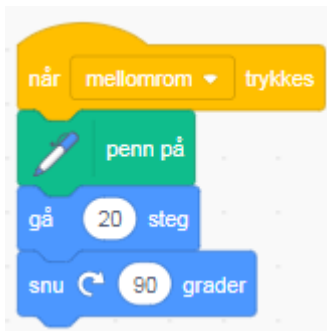 når mellomrom trykkes
penn på
gå 20 steg
snu 90 grader